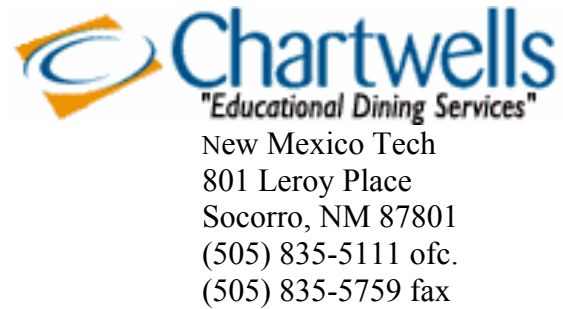 Chartwells
"Educational Dining Services"
New Mexico Tech
801 Leroy Place
Socorro, NM 87801
(505) 835-5111 ofc.
(505) 835-5759 fax